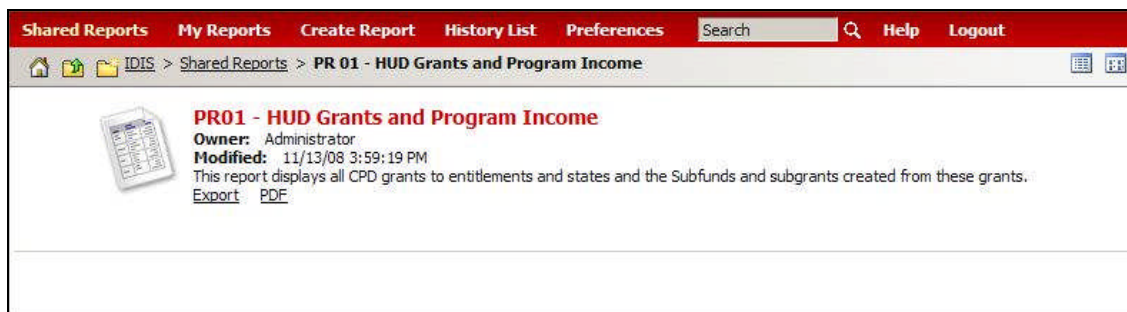 Shared Reports My Reports Create Report History List Preferences Search Help Logout
IDIS > Shared Reports > PR 01 - HUD Grants and Program Income
PR01 - HUD Grants and Program Income
Owner: Administrator
Modified: 11/13/08 3:59:19 PM
This report displays all CPD grants to entitlements and states and the Subfunds and subgrants created from these grants.
Export PDF